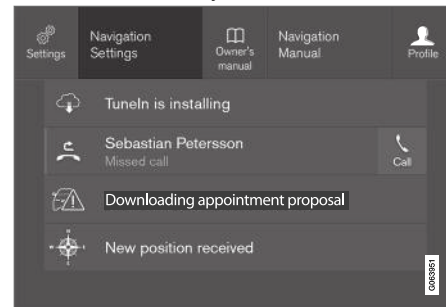 Settings
Navigation
Settings
Owner's
manual
Navigation
Manual
Profile
TuneIn is installing
Sebastian Petersson
Missed call
Call
Downloading appointment proposal
New position received
G063951